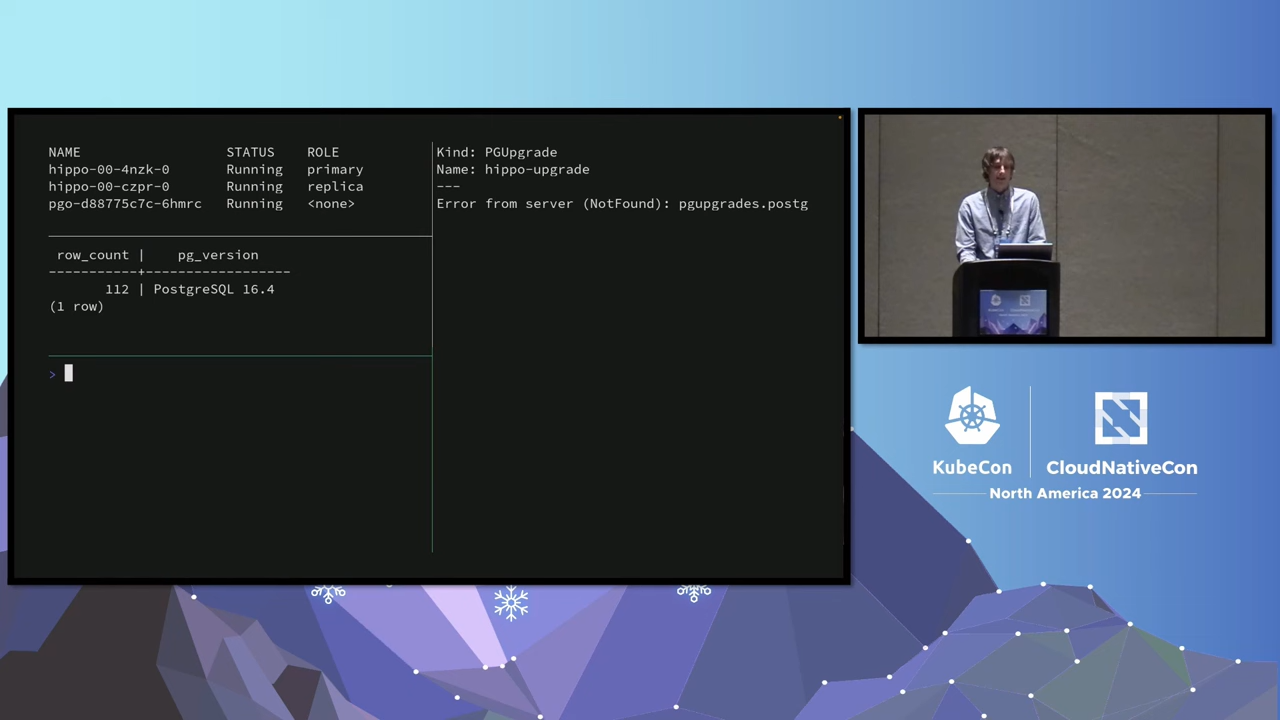 NAME STATUS ROLE
hippo-00-4nzk-0 Running primary
hippo-00-czpr-0 Running replica
pgo-d88775c7c-6hmrc Running <none>
row_count | pg_version
-----------+------------------
112 | PostgreSQL 16.4
(1 row)
>
Kind: PGUpgrade
Name: hippo-upgrade
---
Error from server (NotFound): pgupgrades.postg
KubeCon
CloudNativeCon
North America 2024